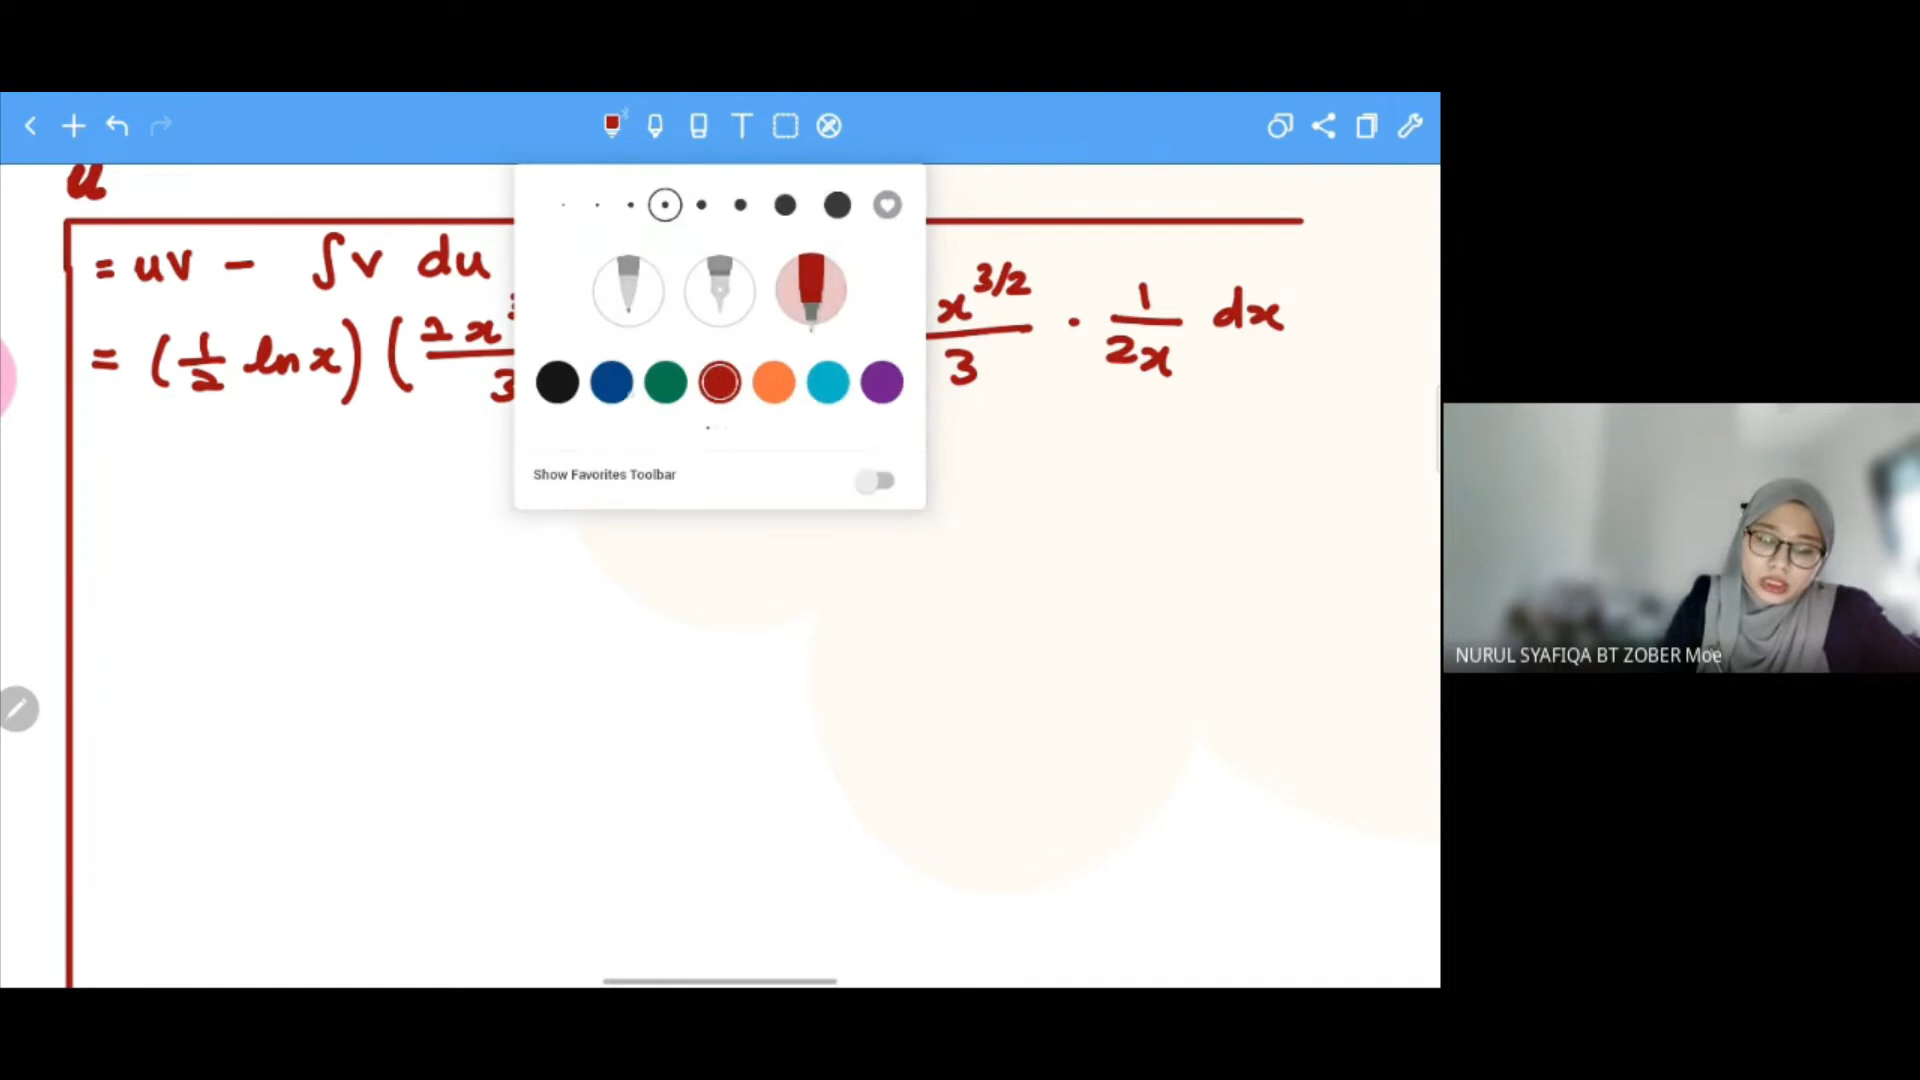 u
= uv - ∫v du
= (1/2 ln x) (2x 3 x^3/2 / 3 · 1/2x dx
Show Favorites Toolbar
NURUL SYAFIQA BT ZOBER Moe